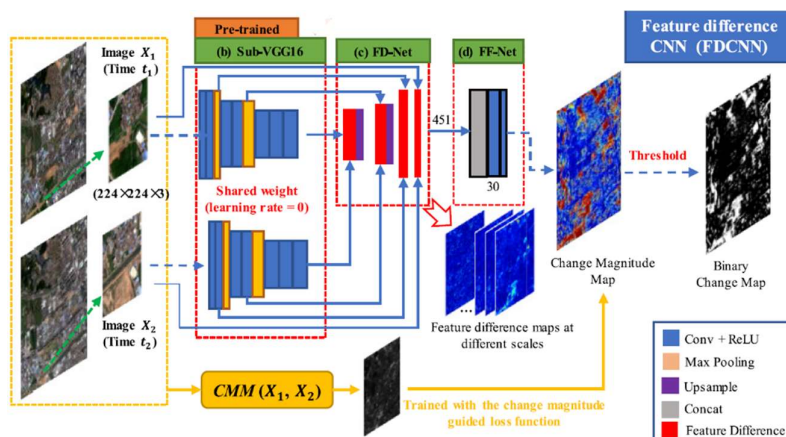 Pre-trained
(b) Sub-VGG16
(c) FD-Net
(d) FF-Net
Feature difference
CNN (FDCNN)
Image X₁
(Time t₁)
(224×224×3)
Shared weight
(learning rate = 0)
451
30
Threshold
Change Magnitude
Map
Binary
Change Map
...
Feature difference maps at
different scales
Image X₂
(Time t₂)
CMM (X₁, X₂)
Trained with the change magnitude
guided loss function
Conv + ReLU
Max Pooling
Upsample
Concat
Feature Difference